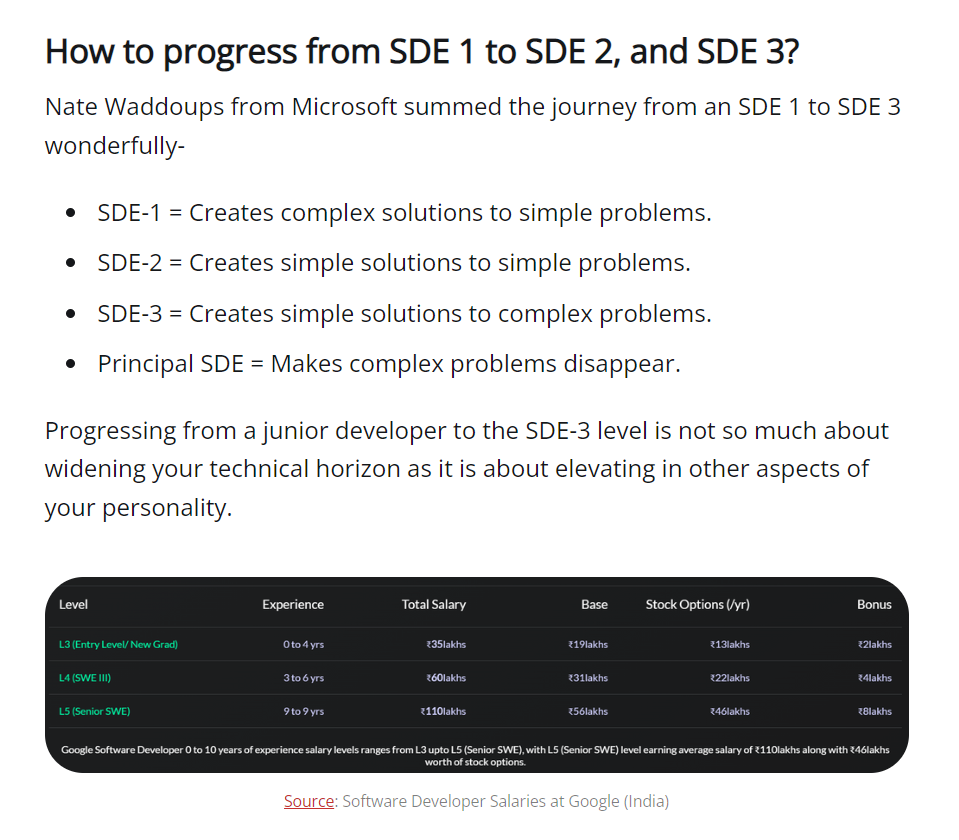 How to progress from SDE 1 to SDE 2, and SDE 3?
Nate Waddoups from Microsoft summed the journey from an SDE 1 to SDE 3
wonderfully-
• SDE-1 = Creates complex solutions to simple problems.
• SDE-2 = Creates simple solutions to simple problems.
• SDE-3 = Creates simple solutions to complex problems.
• Principal SDE = Makes complex problems disappear.
Progressing from a junior developer to the SDE-3 level is not so much about
widening your technical horizon as it is about elevating in other aspects of
your personality.
Level Experience Total Salary Base Stock Options (/yr) Bonus
L3 (Entry Level/ New Grad) 0 to 4 yrs ₹35lakhs ₹19lakhs ₹13lakhs ₹2lakhs
L4 (SWE III) 3 to 6 yrs ₹60lakhs ₹31lakhs ₹22lakhs ₹4lakhs
L5 (Senior SWE) 9 to 9 yrs ₹110lakhs ₹56lakhs ₹46lakhs ₹8lakhs
Google Software Developer 0 to 10 years of experience salary levels ranges from L3 upto L5 (Senior SWE), with L5 (Senior SWE) level earning average salary of ₹110lakhs along with ₹46lakhs
worth of stock options.
Source: Software Developer Salaries at Google (India)